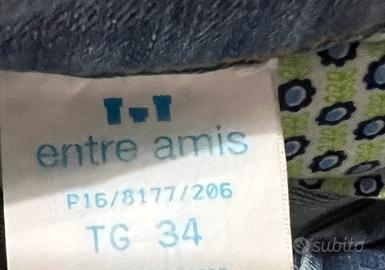 entre amis
P16/8177/206
TG 34
subito